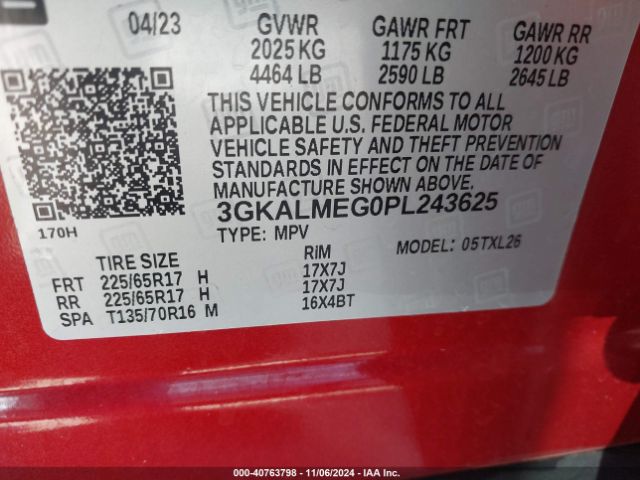 04/23 GVWR GAWR FRT GAWR RR
2025 KG 1175 KG 1200 KG
4464 LB 2590 LB 2645 LB
THIS VEHICLE CONFORMS TO ALL
APPLICABLE U.S. FEDERAL MOTOR
VEHICLE SAFETY AND THEFT PREVENTION
STANDARDS IN EFFECT ON THE DATE OF
MANUFACTURE SHOWN ABOVE.
170H
3GKALMEG0PL243625
TYPE: MPV MODEL: 05TXL26
TIRE SIZE RIM
FRT 225/65R17 H 17X7J
RR 225/65R17 H 17X7J
SPA T135/70R16 M 16X4BT
000-40763798 - 11/06/2024 - IAA Inc.